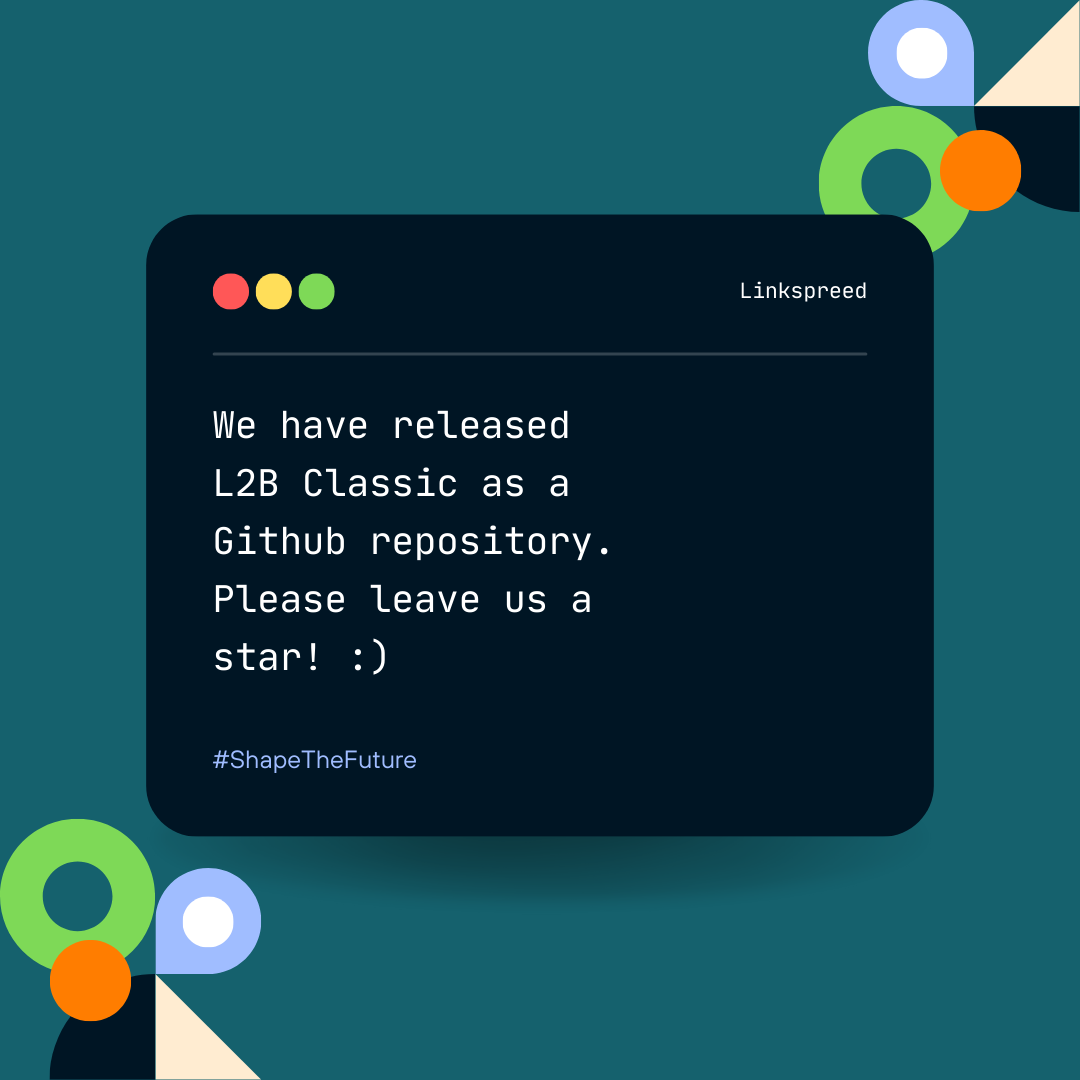 Linkspreed
We have released
L2B Classic as a
Github repository.
Please leave us a
star! :)
#ShapeTheFuture